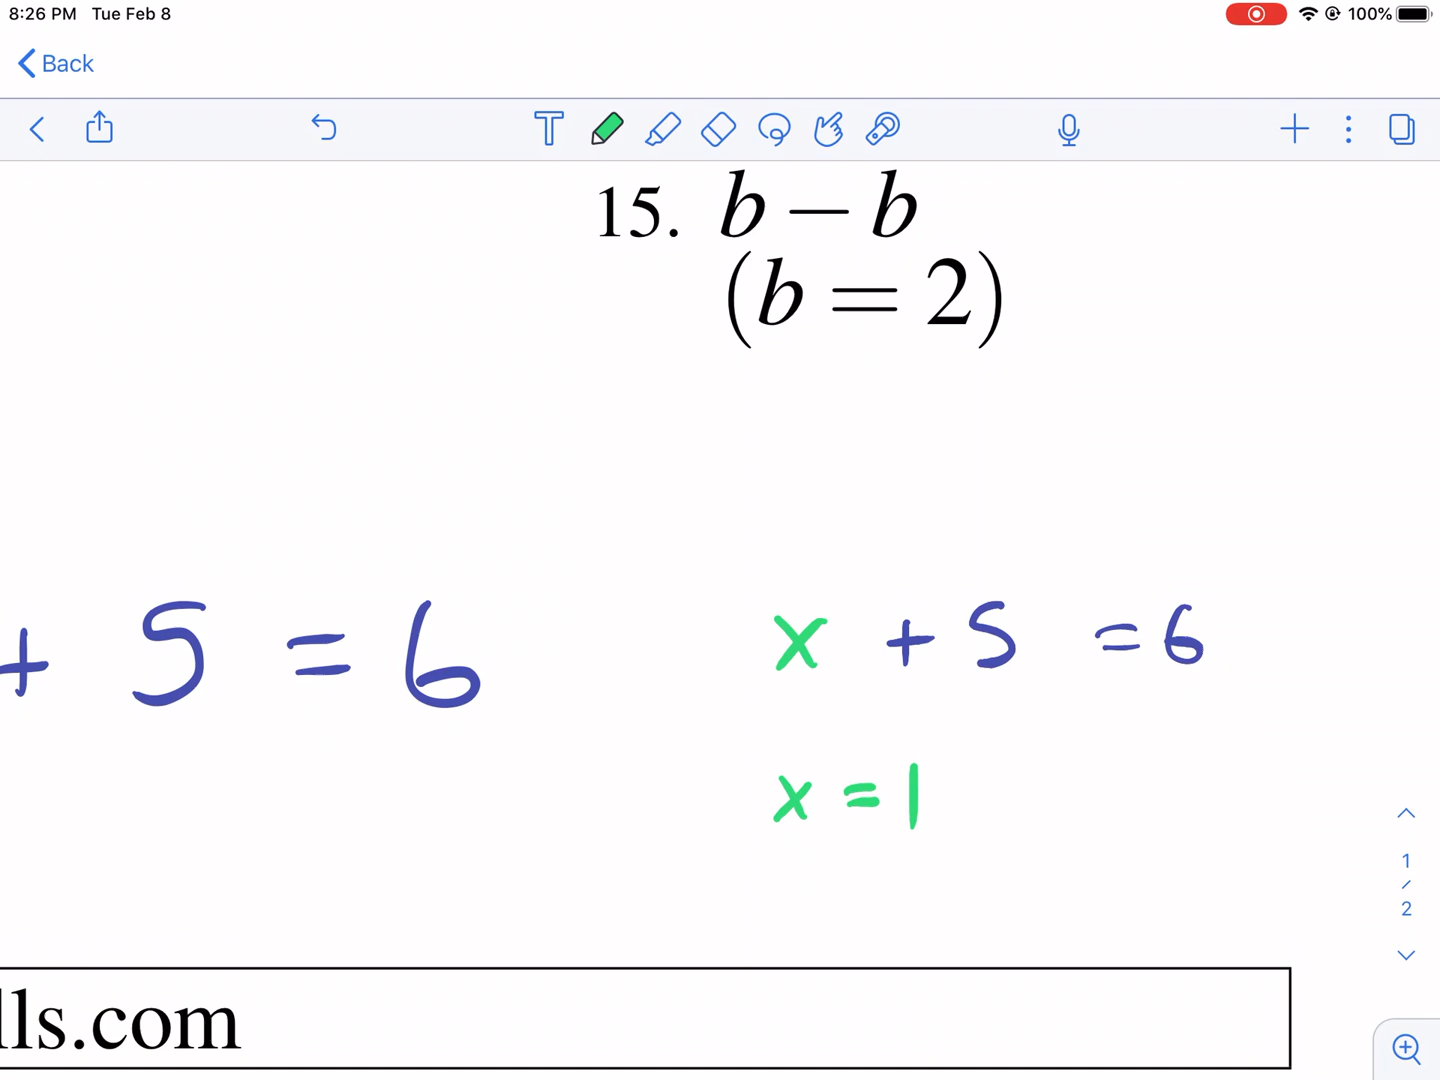 8:26 PM Tue Feb 8 100%
Back
T
15. b − b
(b = 2)
+ 5 = 6
x + 5 = 6
x = 1
1
/
2
lls.com